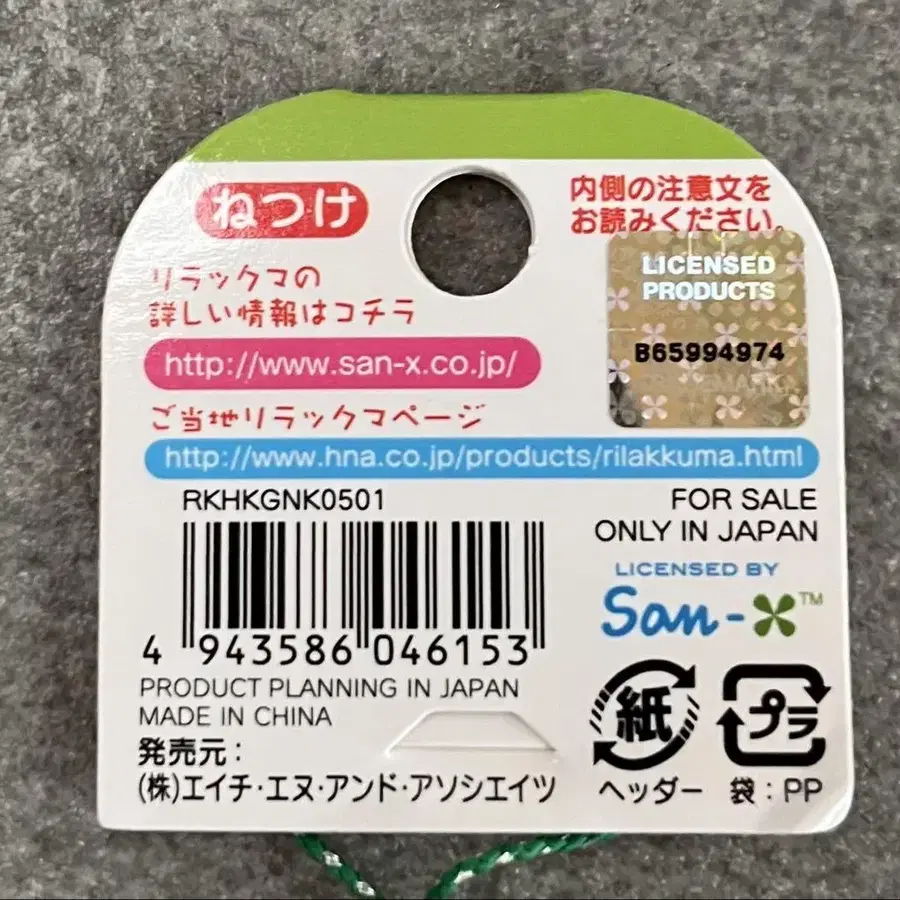 ねつけ
内側の注意文を
お読みください。
リラックマの
詳しい情報はコチラ
http://www.san-x.co.jp/
LICENSED
PRODUCTS
B65994974
ご当地リラックマページ
http://www.hna.co.jp/products/rilakkuma.html
RKHKGNK0501
FOR SALE
ONLY IN JAPAN
LICENSED BY
San-X™
4 943586 046153
PRODUCT PLANNING IN JAPAN
MADE IN CHINA
発売元：
(株)エイチ・エヌ・アンド・アソシエイツ
紙
ヘッダー
プラ
袋：PP